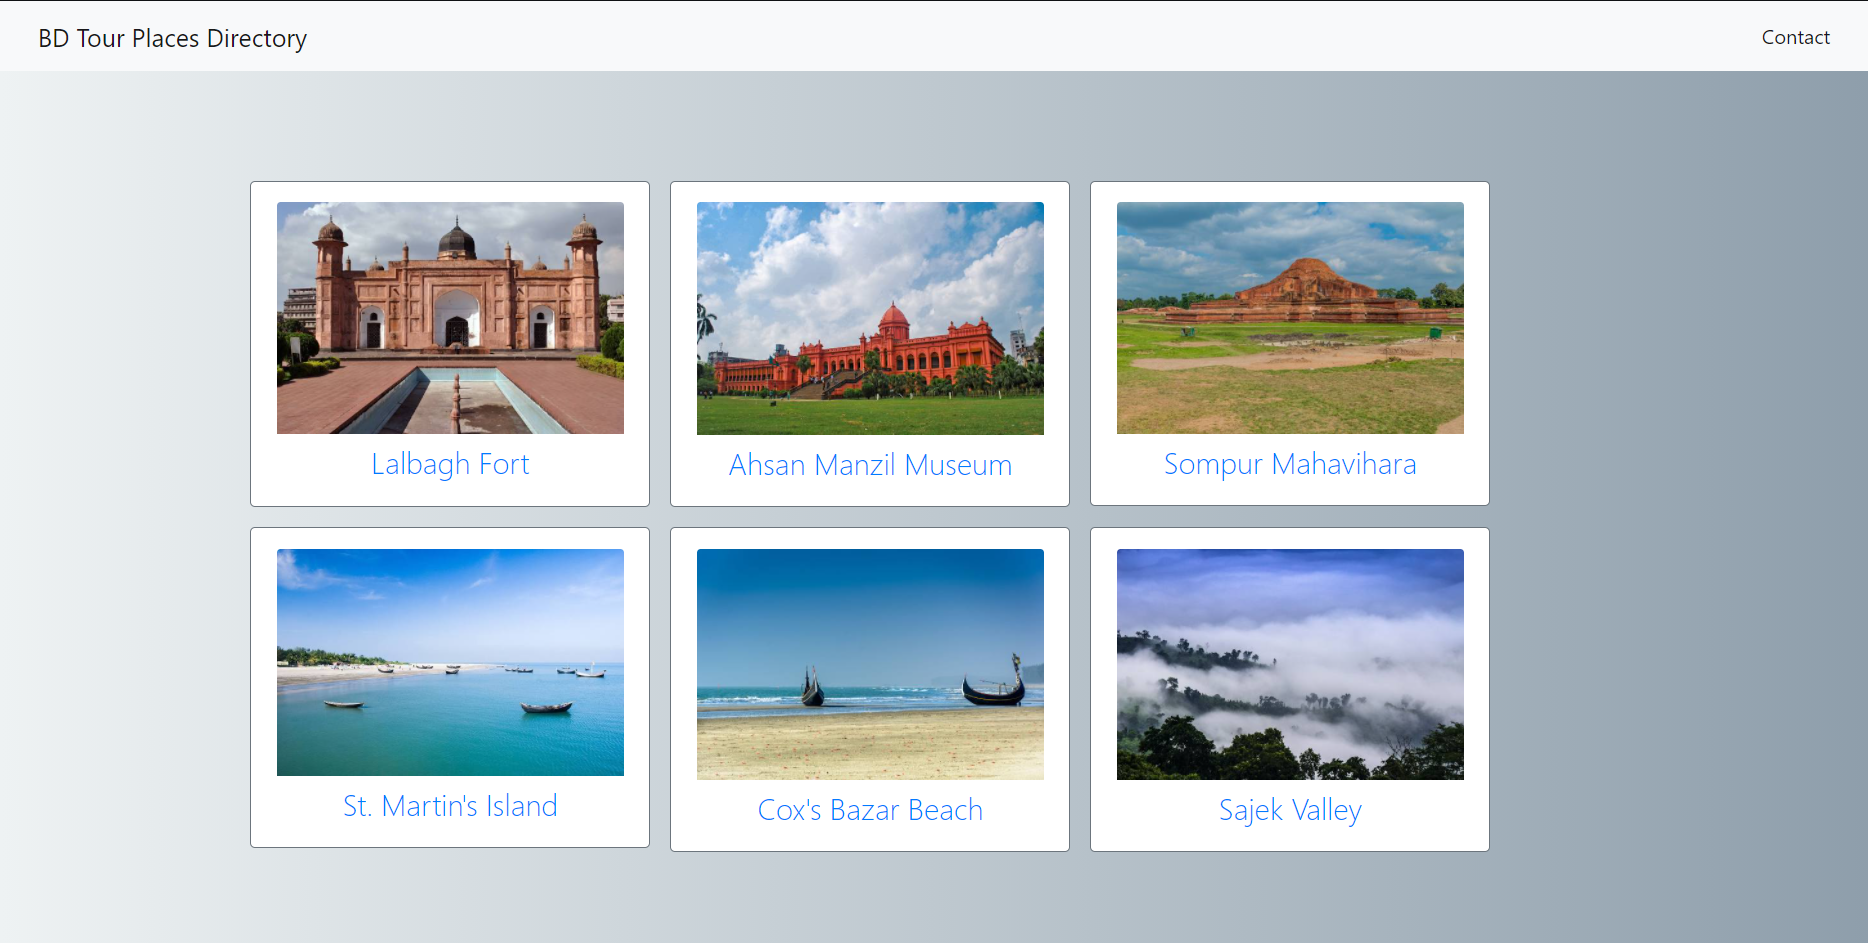 BD Tour Places Directory
Contact
Lalbagh Fort
Ahsan Manzil Museum
Sompur Mahavihara
St. Martin's Island
Cox's Bazar Beach
Sajek Valley